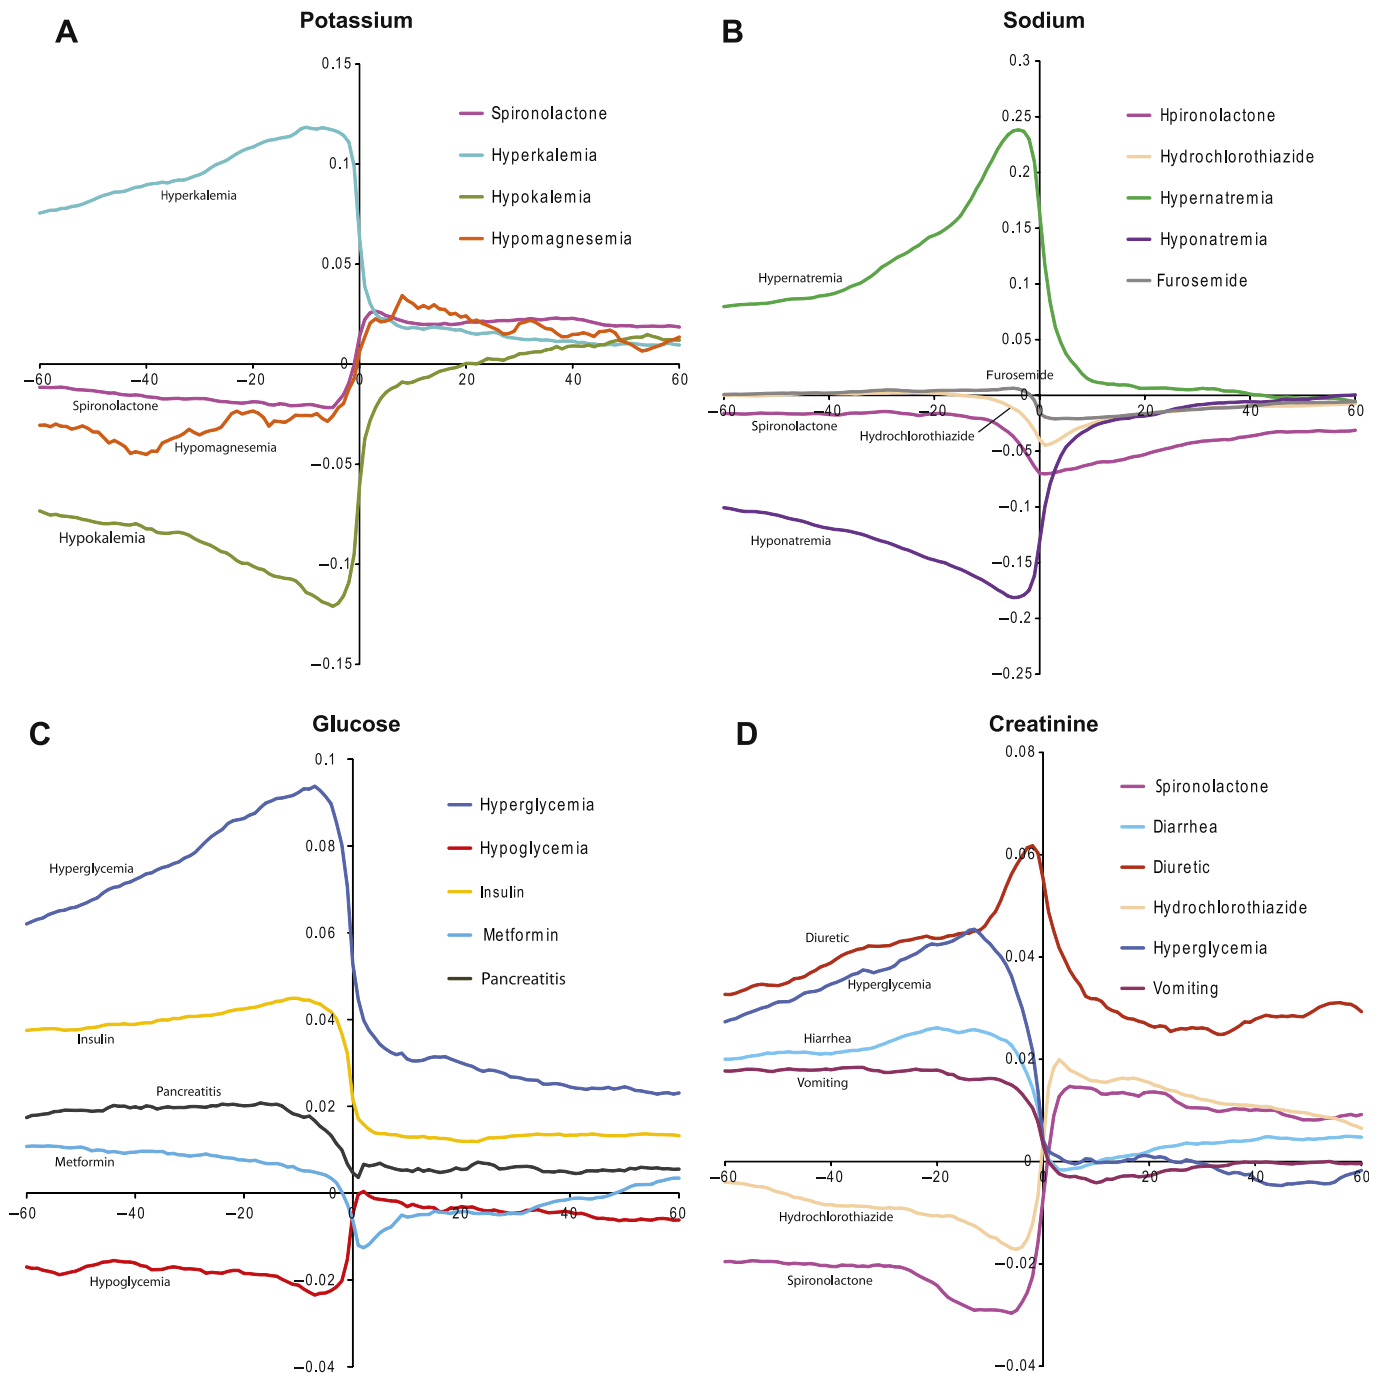 A
Potassium
0.15
0.1
0.05
0
−0.05
−0.1
−0.15
−60
−40
−20
20
40
60
Spironolactone
Hyperkalemia
Hypokalemia
Hypomagnesemia
Hyperkalemia
Spironolactone
Hypomagnesemia
Hypokalemia
B
Sodium
0.3
0.25
0.2
0.15
0.1
0.05
0
−0.05
−0.1
−0.15
−0.2
−0.25
−60
−40
−20
20
40
60
Hpironolactone
Hydrochlorothiazide
Hypernatremia
Hyponatremia
Furosemide
Hypernatremia
Furosemide
Spironolactone
Hydrochlorothiazide
Hyponatremia
C
Glucose
0.1
0.08
0.06
0.04
0.02
0
−0.02
−0.04
−60
−40
−20
20
40
60
Hyperglycemia
Hypoglycemia
Insulin
Metformin
Pancreatitis
Hyperglycemia
Insulin
Pancreatitis
Metformin
Hypoglycemia
D
Creatinine
0.08
0.06
0.04
0.02
0
−0.02
−0.04
−60
−40
−20
20
40
60
Spironolactone
Diarrhea
Diuretic
Hydrochlorothiazide
Hyperglycemia
Vomiting
Diuretic
Hyperglycemia
Hiarrhea
Vomiting
Hydrochlorothiazide
Spironolactone